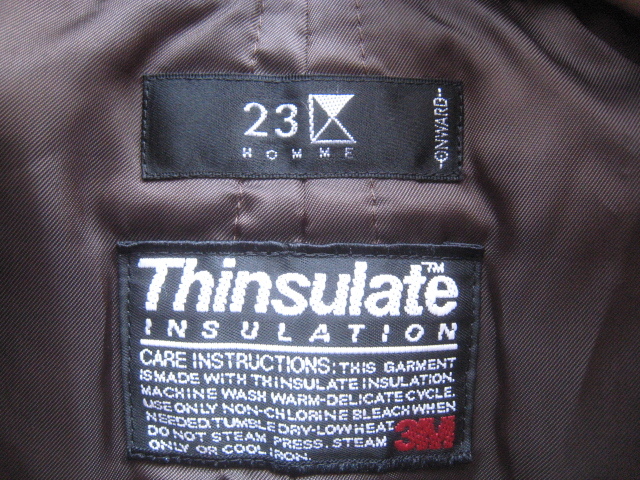 23
HOMME
-ONWARD-
Thinsulate™
INSULATION
CARE INSTRUCTIONS: THIS GARMENT
IS MADE WITH THINSULATE INSULATION.
MACHINE WASH WARM-DELICATE CYCLE
USE ONLY NON-CHLORINE BLEACH WHEN
NEEDED. TUMBLE DRY-LOW HEAT.
DO NOT STEAM PRESS. STEAM
ONLY OR COOL IRON.
3M